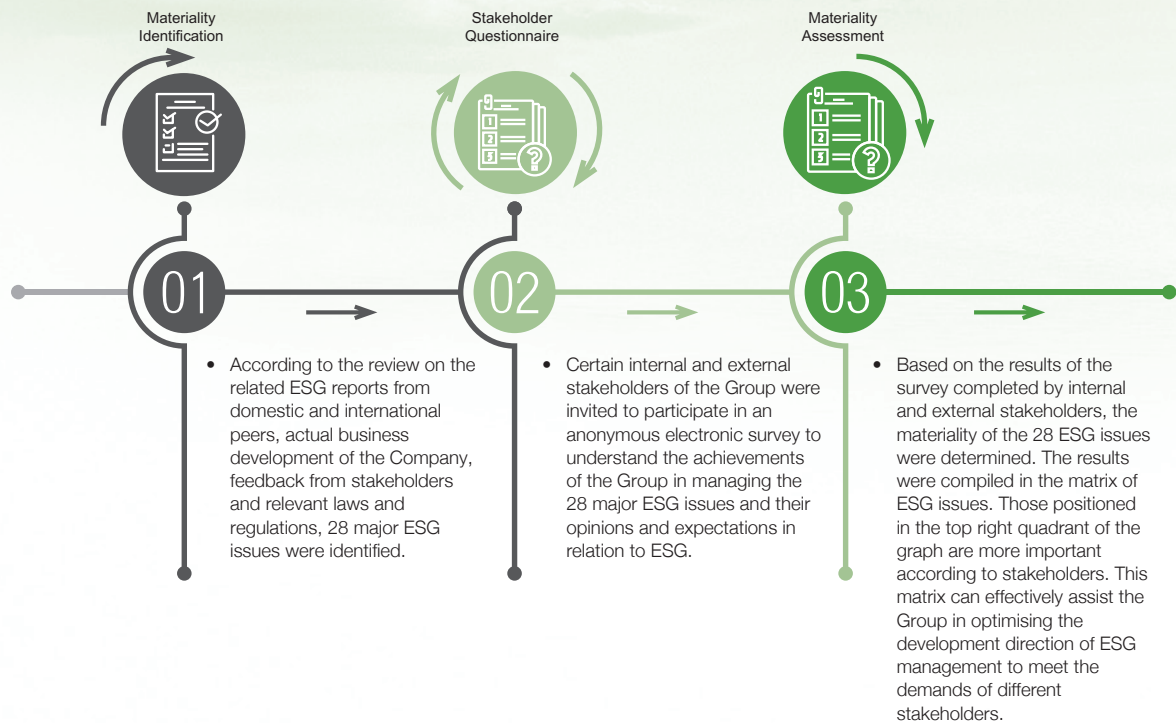 Materiality
Identification
Stakeholder
Questionnaire
Materiality
Assessment
1
2
3
?
1
2
3
?
01
02
03
• According to the review on the
related ESG reports from
domestic and international
peers, actual business
development of the Company,
feedback from stakeholders
and relevant laws and
regulations, 28 major ESG
issues were identified.
• Certain internal and external
stakeholders of the Group were
invited to participate in an
anonymous electronic survey to
understand the achievements
of the Group in managing the
28 major ESG issues and their
opinions and expectations in
relation to ESG.
• Based on the results of the
survey completed by internal
and external stakeholders, the
materiality of the 28 ESG issues
were determined. The results
were compiled in the matrix of
ESG issues. Those positioned
in the top right quadrant of the
graph are more important
according to stakeholders. This
matrix can effectively assist the
Group in optimising the
development direction of ESG
management to meet the
demands of different
stakeholders.